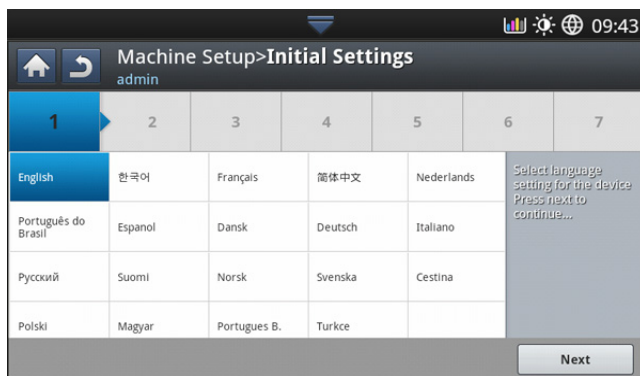 09:43
Machine Setup>Initial Settings
admin
1 2 3 4 5 6 7
English 한국어 Français 简体中文 Nederlands
Português do
Brasil
Espanol Dansk Deutsch Italiano
Русский Suomi Norsk Svenska Cestina
Polski Magyar Portugues B. Turkce
Select language
setting for the device
Press next to
continue...
Next